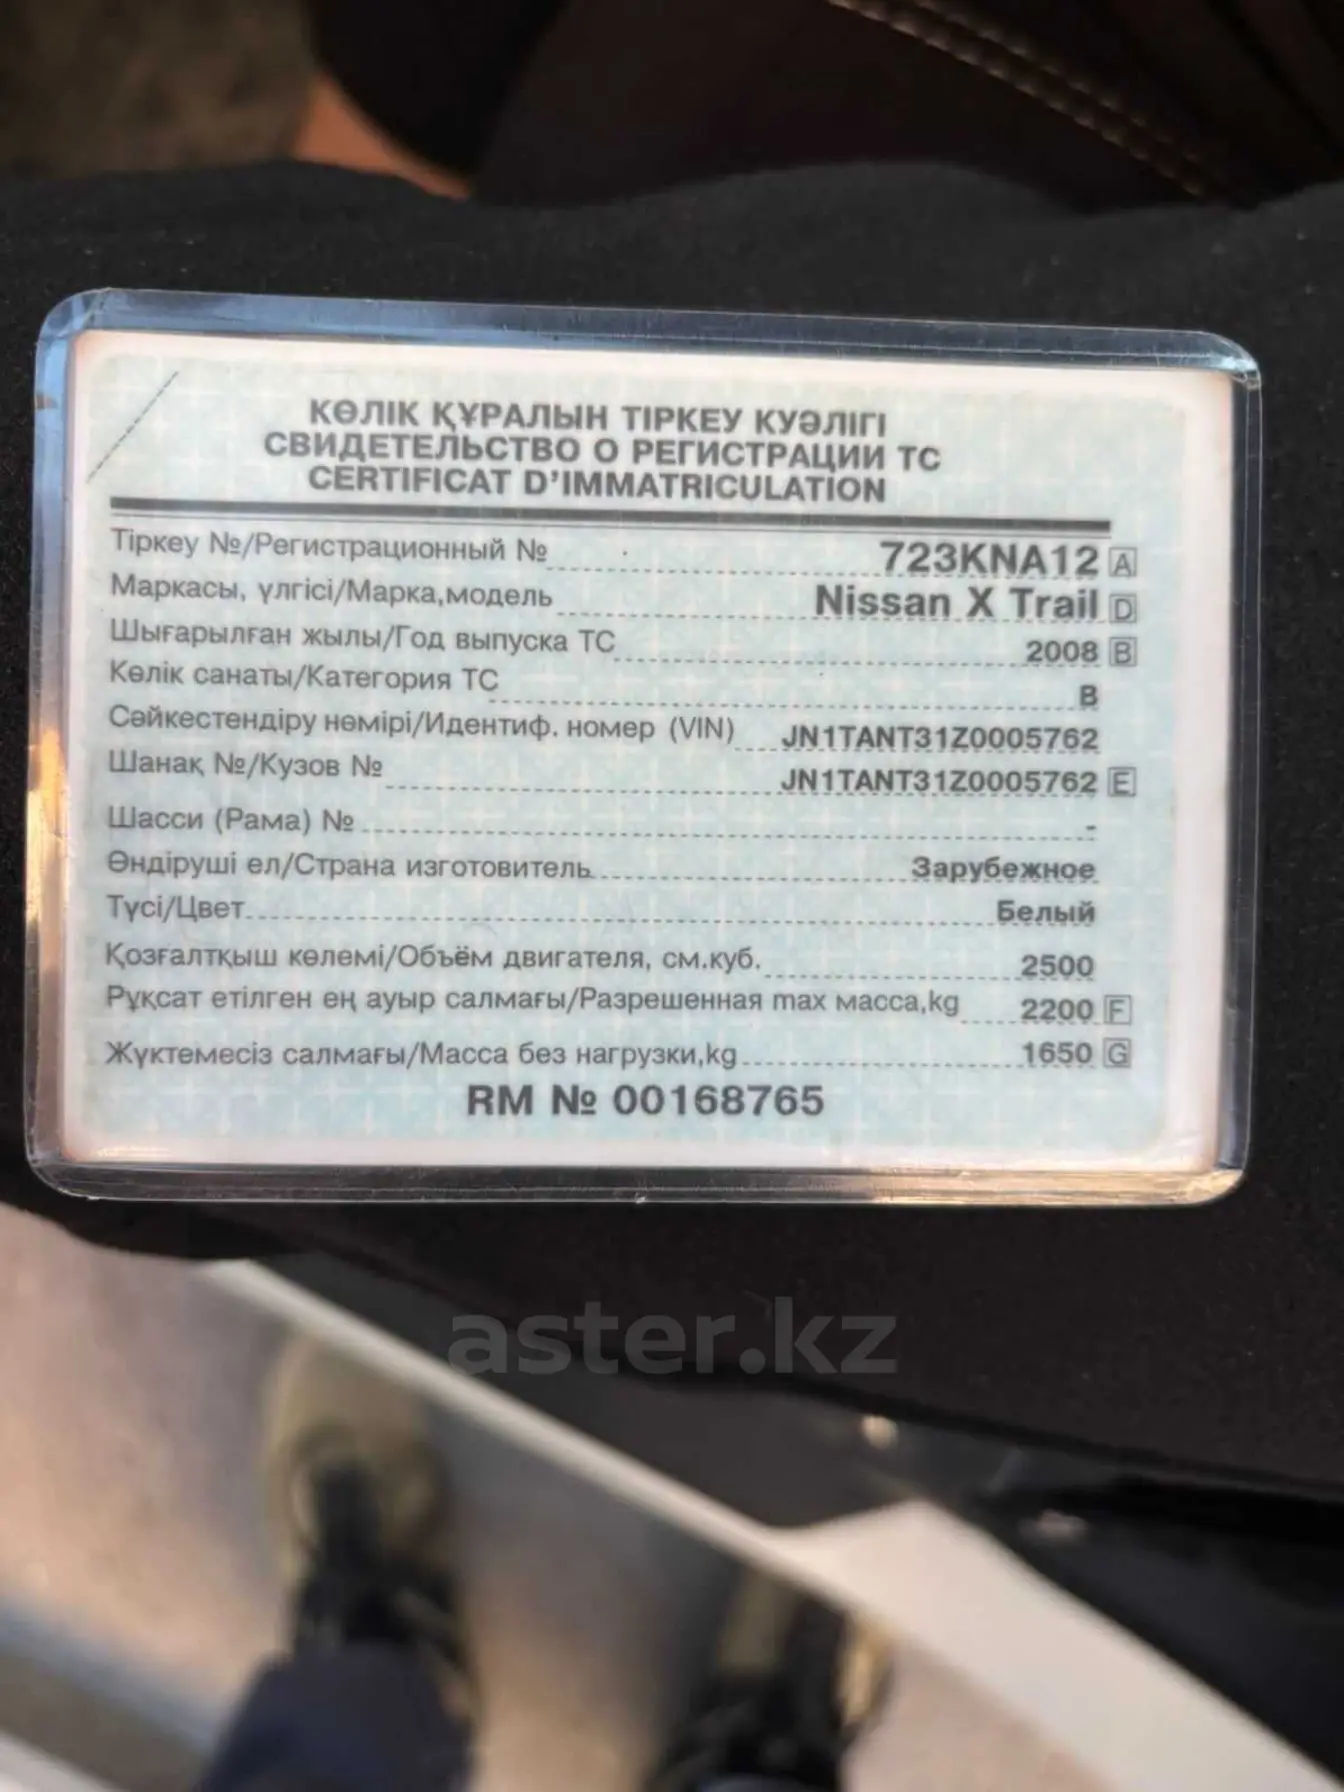 КӨЛІК ҚҰРАЛЫН ТІРКЕУ КУӘЛІГІ
СВИДЕТЕЛЬСТВО О РЕГИСТРАЦИИ ТС
CERTIFICAT D'IMMATRICULATION
Тіркеу №/Регистрационный № 723KNA12 A
Маркасы, үлгісі/Марка,модель Nissan X Trail D
Шығарылған жылы/Год выпуска ТС 2008 B
Көлік санаты/Категория ТС B
Сәйкестендіру нөмірі/Идентиф. номер (VIN) JN1TANT31Z0005762
Шанақ №/Кузов № JN1TANT31Z0005762 E
Шасси (Рама) № -
Өндіруші ел/Страна изготовитель Зарубежное
Түсі/Цвет Белый
Қозғалтқыш көлемі/Объём двигателя, см.куб. 2500
Рұқсат етілген ең ауыр салмағы/Разрешенная max масса,kg 2200 F
Жүктемесіз салмағы/Масса без нагрузки,kg 1650 G
RM № 00168765
aster.kz